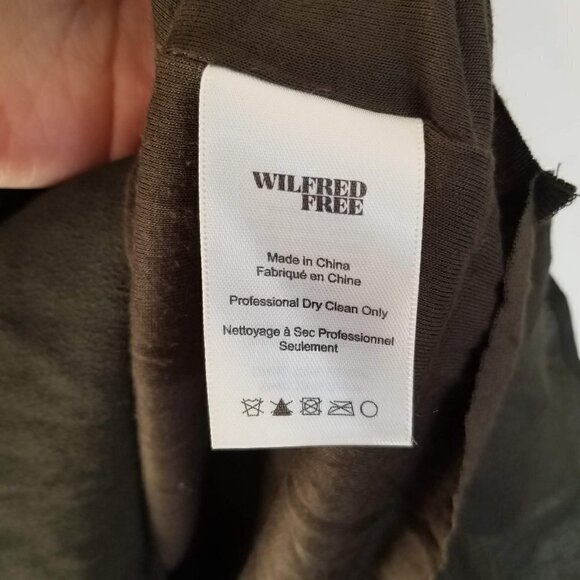 WILFRED
FREE
Made in China
Fabriqué en Chine
Professional Dry Clean Only
Nettoyage à Sec Professionnel
Seulement